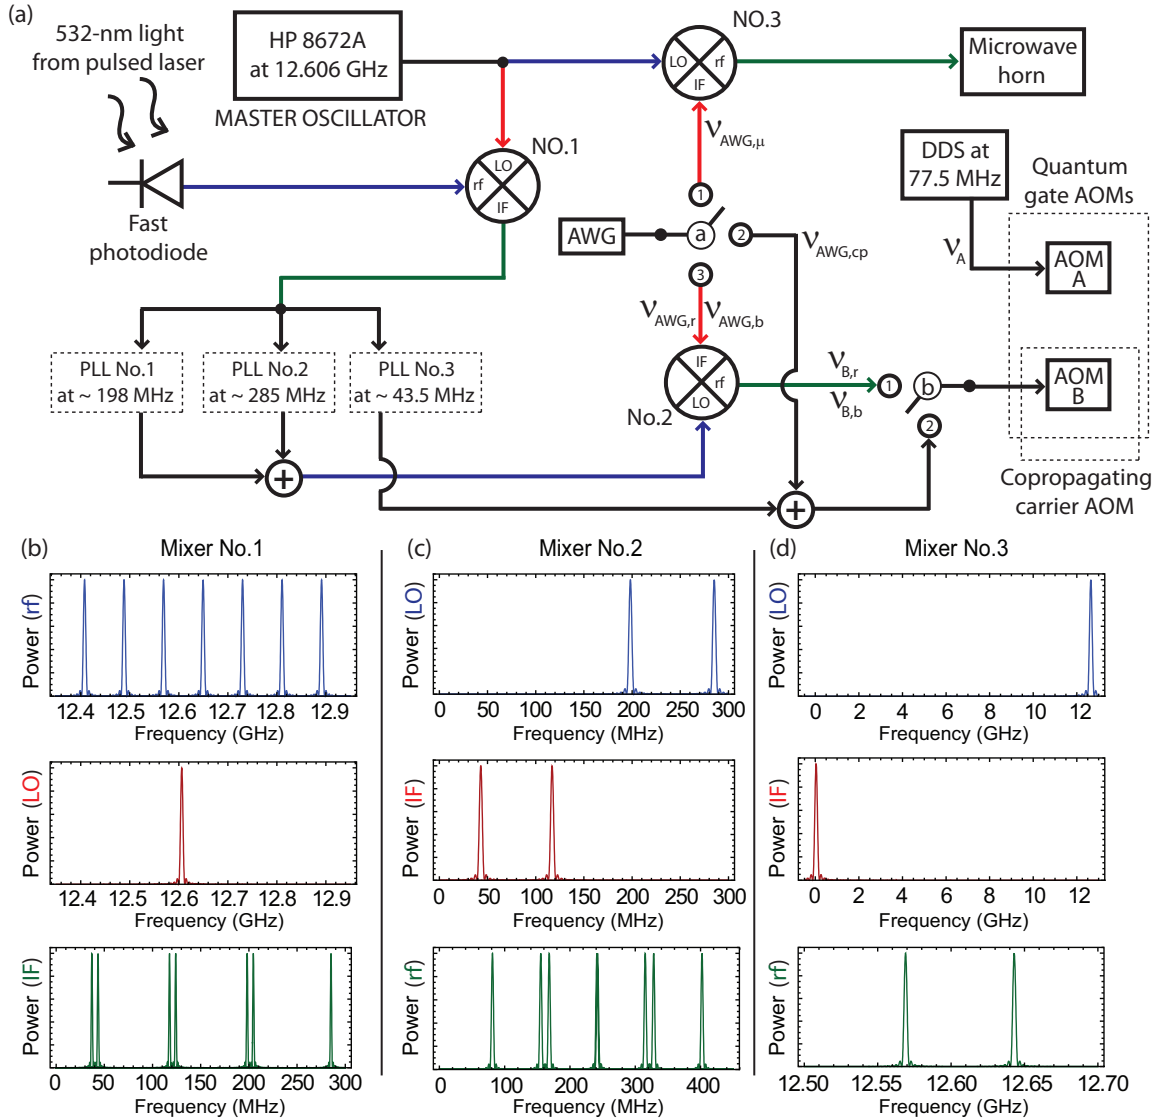 (a)
532-nm light
from pulsed laser
HP 8672A
at 12.606 GHz
MASTER OSCILLATOR
NO.3
LO
rf
IF
Microwave
horn
NO.1
LO
rf
IF
Fast
photodiode
ν_AWG,μ
AWG
a
1
2
3
ν_AWG,cp
DDS at
77.5 MHz
ν_A
Quantum
gate AOMs
AOM
A
ν_AWG,r
ν_AWG,b
PLL No.1
at ~ 198 MHz
PLL No.2
at ~ 285 MHz
PLL No.3
at ~ 43.5 MHz
IF
rf
LO
No.2
ν_B,r
ν_B,b
1
b
2
AOM
B
+
+
Copropagating
carrier AOM
(b) Mixer No.1
Power (rf)
12.4 12.5 12.6 12.7 12.8 12.9
Frequency (GHz)
Power (LO)
12.4 12.5 12.6 12.7 12.8 12.9
Frequency (GHz)
Power (IF)
0 50 100 150 200 250 300
Frequency (MHz)
(c) Mixer No.2
Power (LO)
0 50 100 150 200 250 300
Frequency (MHz)
Power (IF)
0 50 100 150 200 250 300
Frequency (MHz)
Power (rf)
0 100 200 300 400
Frequency (MHz)
(d) Mixer No.3
Power (LO)
0 2 4 6 8 10 12
Frequency (GHz)
Power (IF)
0 2 4 6 8 10 12
Frequency (GHz)
Power (rf)
12.50 12.55 12.60 12.65 12.70
Frequency (GHz)